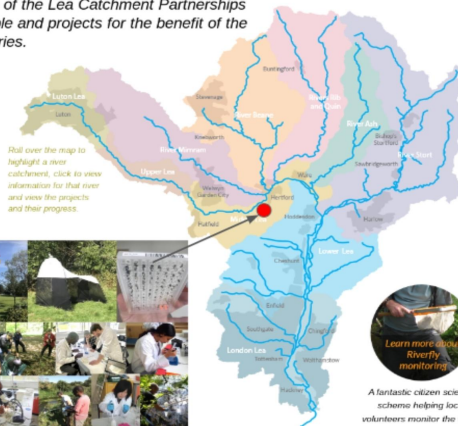 of the Lea Catchment Partnerships
ble and projects for the benefit of the
ries.
Buntingford
Luton Lea
Luton
Stevenage
River Beane
River Ash
Bishop's
Stortford
River Stort
Sawbridgeworth
Knebworth
River Mimram
Upper Lea
Ware
Welwyn
Garden City
Hertford
Hatfield
Hoddesdon
Harlow
Roll over the map to
highlight a river
catchment, click to view
information for that river
and view the projects
and their progress.
Lower Lea
Cheshunt
Enfield
Southgate
Chingford
London Lea
Tottenham
Walthamstow
Hackney
Learn more about
Riverfly
monitoring
A fantastic citizen scie
scheme helping loc
volunteers monitor the